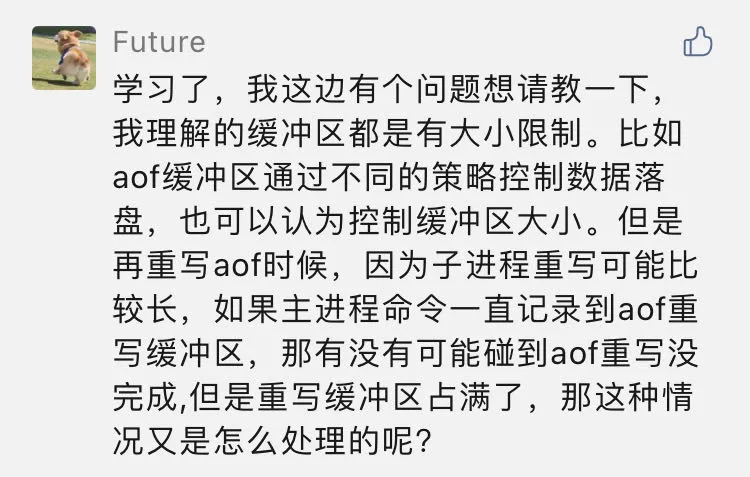 Future
学习了，我这边有个问题想请教一下，
我理解的缓冲区都是有大小限制。比如
aof缓冲区通过不同的策略控制数据落
盘，也可以认为控制缓冲区大小。但是
再重写aof时候，因为子进程重写可能比
较长，如果主进程命令一直记录到aof重
写缓冲区，那有没有可能碰到aof重写没
完成,但是重写缓冲区占满了，那这种情
况又是怎么处理的呢？